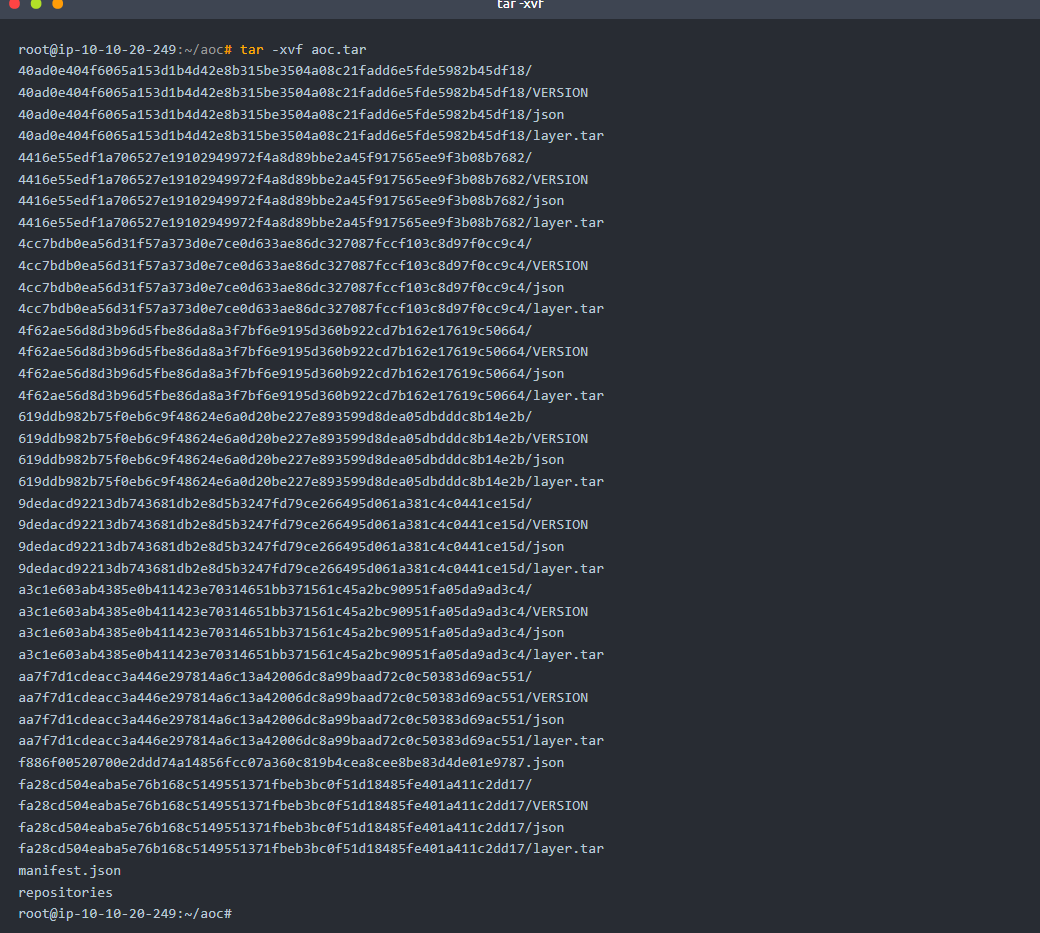 tar -xvf
root@ip-10-10-20-249:~/aoc# tar -xvf aoc.tar
40ad0e404f6065a153d1b4d42e8b315be3504a08c21fadd6e5fde5982b45df18/
40ad0e404f6065a153d1b4d42e8b315be3504a08c21fadd6e5fde5982b45df18/VERSION
40ad0e404f6065a153d1b4d42e8b315be3504a08c21fadd6e5fde5982b45df18/json
40ad0e404f6065a153d1b4d42e8b315be3504a08c21fadd6e5fde5982b45df18/layer.tar
4416e55edf1a706527e19102949972f4a8d89bbe2a45f917565ee9f3b08b7682/
4416e55edf1a706527e19102949972f4a8d89bbe2a45f917565ee9f3b08b7682/VERSION
4416e55edf1a706527e19102949972f4a8d89bbe2a45f917565ee9f3b08b7682/json
4416e55edf1a706527e19102949972f4a8d89bbe2a45f917565ee9f3b08b7682/layer.tar
4cc7bdb0ea56d31f57a373d0e7ce0d633ae86dc327087fccf103c8d97f0cc9c4/
4cc7bdb0ea56d31f57a373d0e7ce0d633ae86dc327087fccf103c8d97f0cc9c4/VERSION
4cc7bdb0ea56d31f57a373d0e7ce0d633ae86dc327087fccf103c8d97f0cc9c4/json
4cc7bdb0ea56d31f57a373d0e7ce0d633ae86dc327087fccf103c8d97f0cc9c4/layer.tar
4f62ae56d8d3b96d5fbe86da8a3f7bf6e9195d360b922cd7b162e17619c50664/
4f62ae56d8d3b96d5fbe86da8a3f7bf6e9195d360b922cd7b162e17619c50664/VERSION
4f62ae56d8d3b96d5fbe86da8a3f7bf6e9195d360b922cd7b162e17619c50664/json
4f62ae56d8d3b96d5fbe86da8a3f7bf6e9195d360b922cd7b162e17619c50664/layer.tar
619ddb982b75f0eb6c9f48624e6a0d20be227e893599d8dea05dbdddc8b14e2b/
619ddb982b75f0eb6c9f48624e6a0d20be227e893599d8dea05dbdddc8b14e2b/VERSION
619ddb982b75f0eb6c9f48624e6a0d20be227e893599d8dea05dbdddc8b14e2b/json
619ddb982b75f0eb6c9f48624e6a0d20be227e893599d8dea05dbdddc8b14e2b/layer.tar
9dedacd92213db743681db2e8d5b3247fd79ce266495d061a381c4c0441ce15d/
9dedacd92213db743681db2e8d5b3247fd79ce266495d061a381c4c0441ce15d/VERSION
9dedacd92213db743681db2e8d5b3247fd79ce266495d061a381c4c0441ce15d/json
9dedacd92213db743681db2e8d5b3247fd79ce266495d061a381c4c0441ce15d/layer.tar
a3c1e603ab4385e0b411423e70314651bb371561c45a2bc90951fa05da9ad3c4/
a3c1e603ab4385e0b411423e70314651bb371561c45a2bc90951fa05da9ad3c4/VERSION
a3c1e603ab4385e0b411423e70314651bb371561c45a2bc90951fa05da9ad3c4/json
a3c1e603ab4385e0b411423e70314651bb371561c45a2bc90951fa05da9ad3c4/layer.tar
aa7f7d1cdeacc3a446e297814a6c13a42006dc8a99baad72c0c50383d69ac551/
aa7f7d1cdeacc3a446e297814a6c13a42006dc8a99baad72c0c50383d69ac551/VERSION
aa7f7d1cdeacc3a446e297814a6c13a42006dc8a99baad72c0c50383d69ac551/json
aa7f7d1cdeacc3a446e297814a6c13a42006dc8a99baad72c0c50383d69ac551/layer.tar
f886f00520700e2ddd74a14856fcc07a360c819b4cea8cee8be83d4de01e9787.json
fa28cd504eaba5e76b168c5149551371fbeb3bc0f51d18485fe401a411c2dd17/
fa28cd504eaba5e76b168c5149551371fbeb3bc0f51d18485fe401a411c2dd17/VERSION
fa28cd504eaba5e76b168c5149551371fbeb3bc0f51d18485fe401a411c2dd17/json
fa28cd504eaba5e76b168c5149551371fbeb3bc0f51d18485fe401a411c2dd17/layer.tar
manifest.json
repositories
root@ip-10-10-20-249:~/aoc#